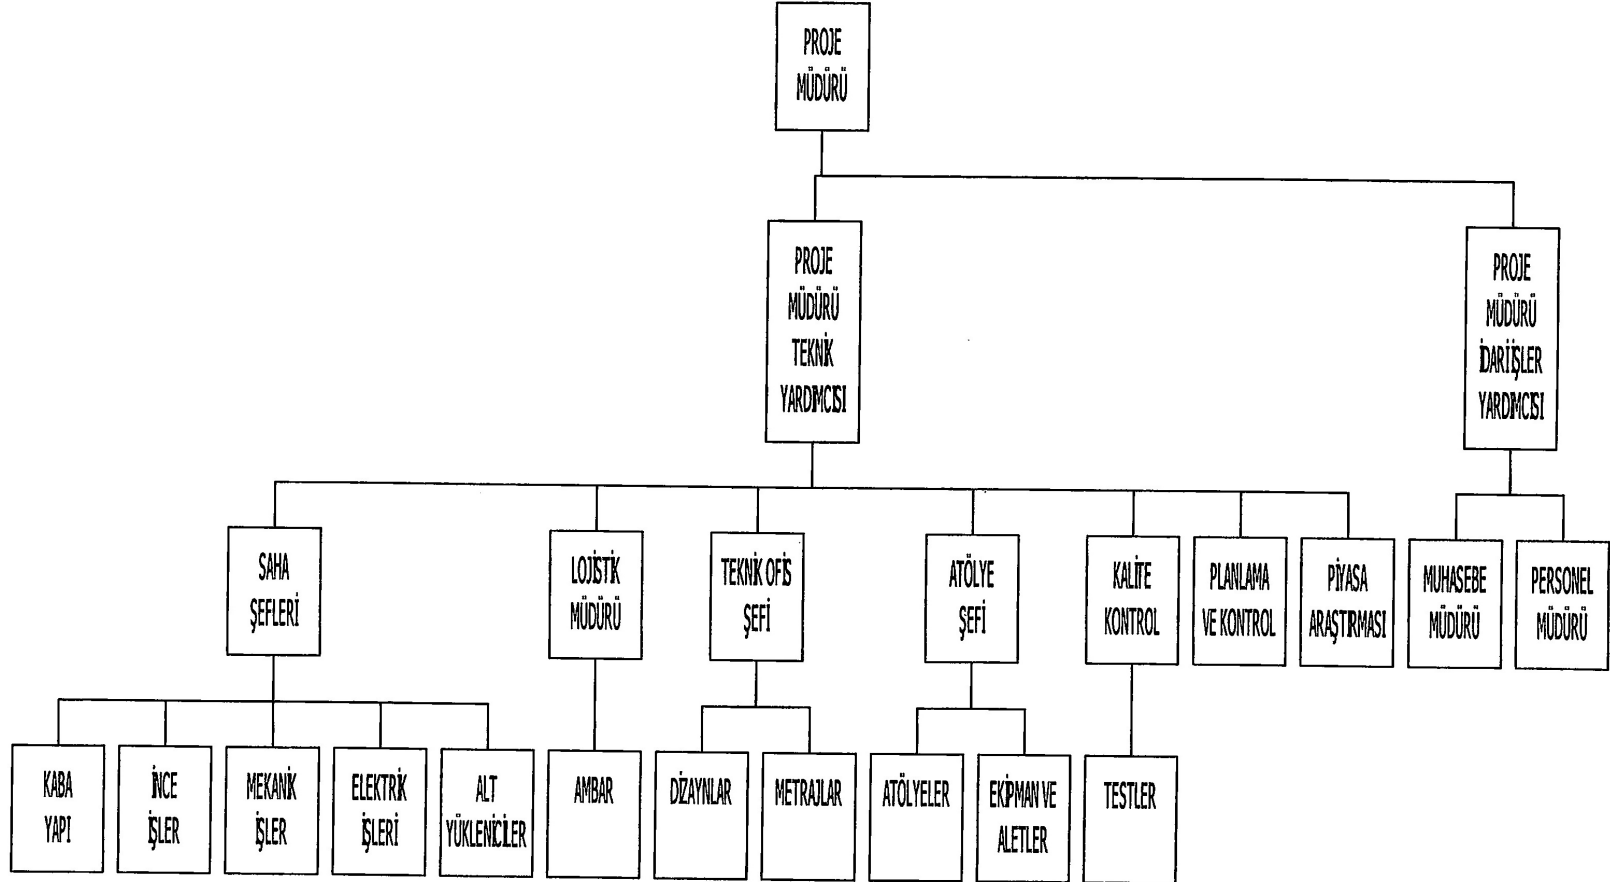 PROJE
MÜDÜRÜ
PROJE
MÜDÜRÜ
TEKNİK
YARDIMCISI
PROJE
MÜDÜRÜ
İDARİ İŞLER
YARDIMCISI
SAHA
ŞEFLERİ
LOJİSTİK
MÜDÜRÜ
TEKNİK OFİS
ŞEFİ
ATÖLYE
ŞEFİ
KALİTE
KONTROL
PLANLAMA
VE KONTROL
PİYASA
ARAŞTIRMASI
MUHASEBE
MÜDÜRÜ
PERSONEL
MÜDÜRÜ
KABA
YAPI
İNCE
İŞLER
MEKANİK
İŞLER
ELEKTRİK
İŞLERİ
ALT
YÜKLENİCİLER
AMBAR
DİZAYNLAR
METRAJLAR
ATÖLYELER
EKİPMAN VE
ALETLER
TESTLER